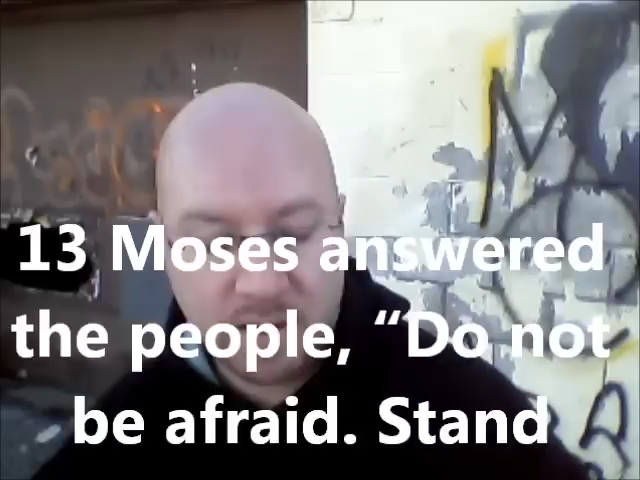 13 Moses answered
the people, “Do not
be afraid. Stand